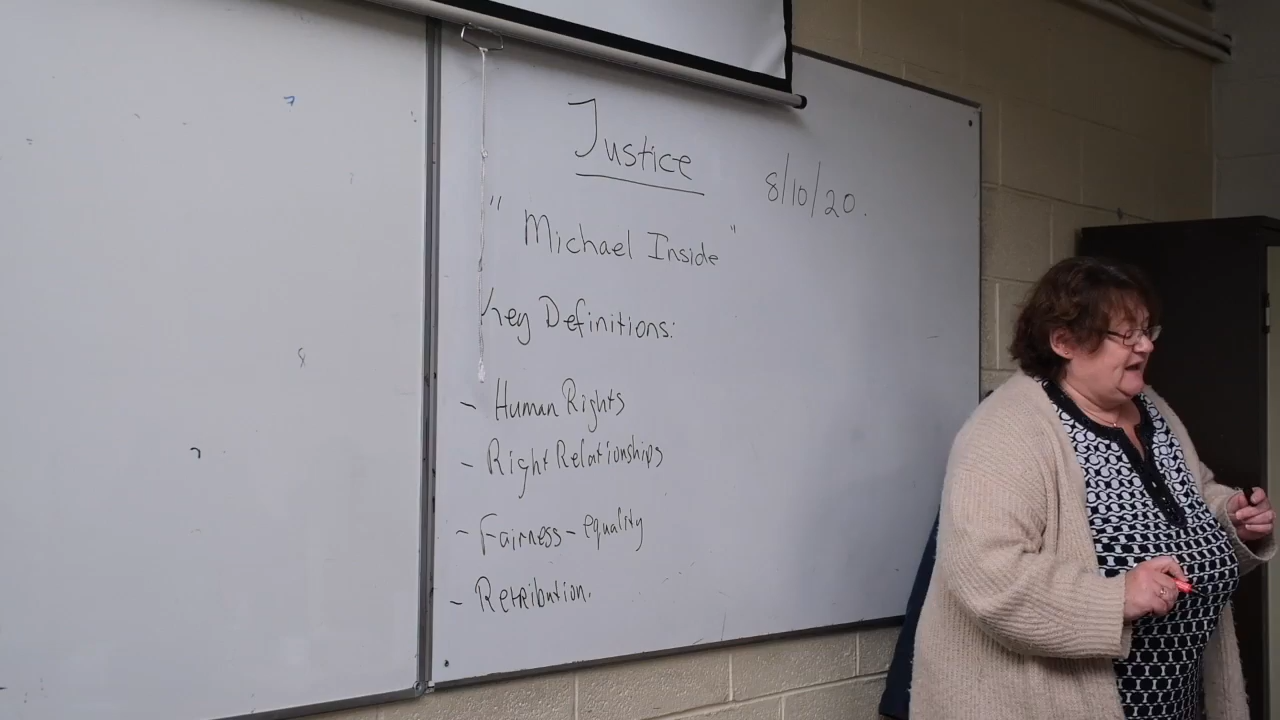 Justice
8/10/20.
" Michael Inside "
Key Definitions:
- Human Rights
- Right Relationships
- Fairness - equality
- Retribution.